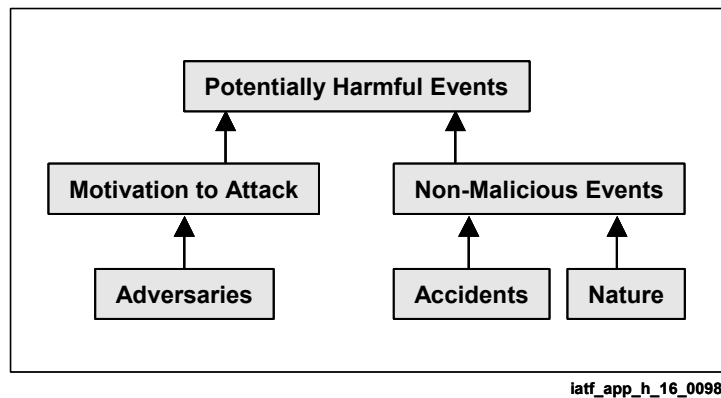 Potentially Harmful Events
Motivation to Attack
Non-Malicious Events
Adversaries
Accidents
Nature
iatf_app_h_16_0098